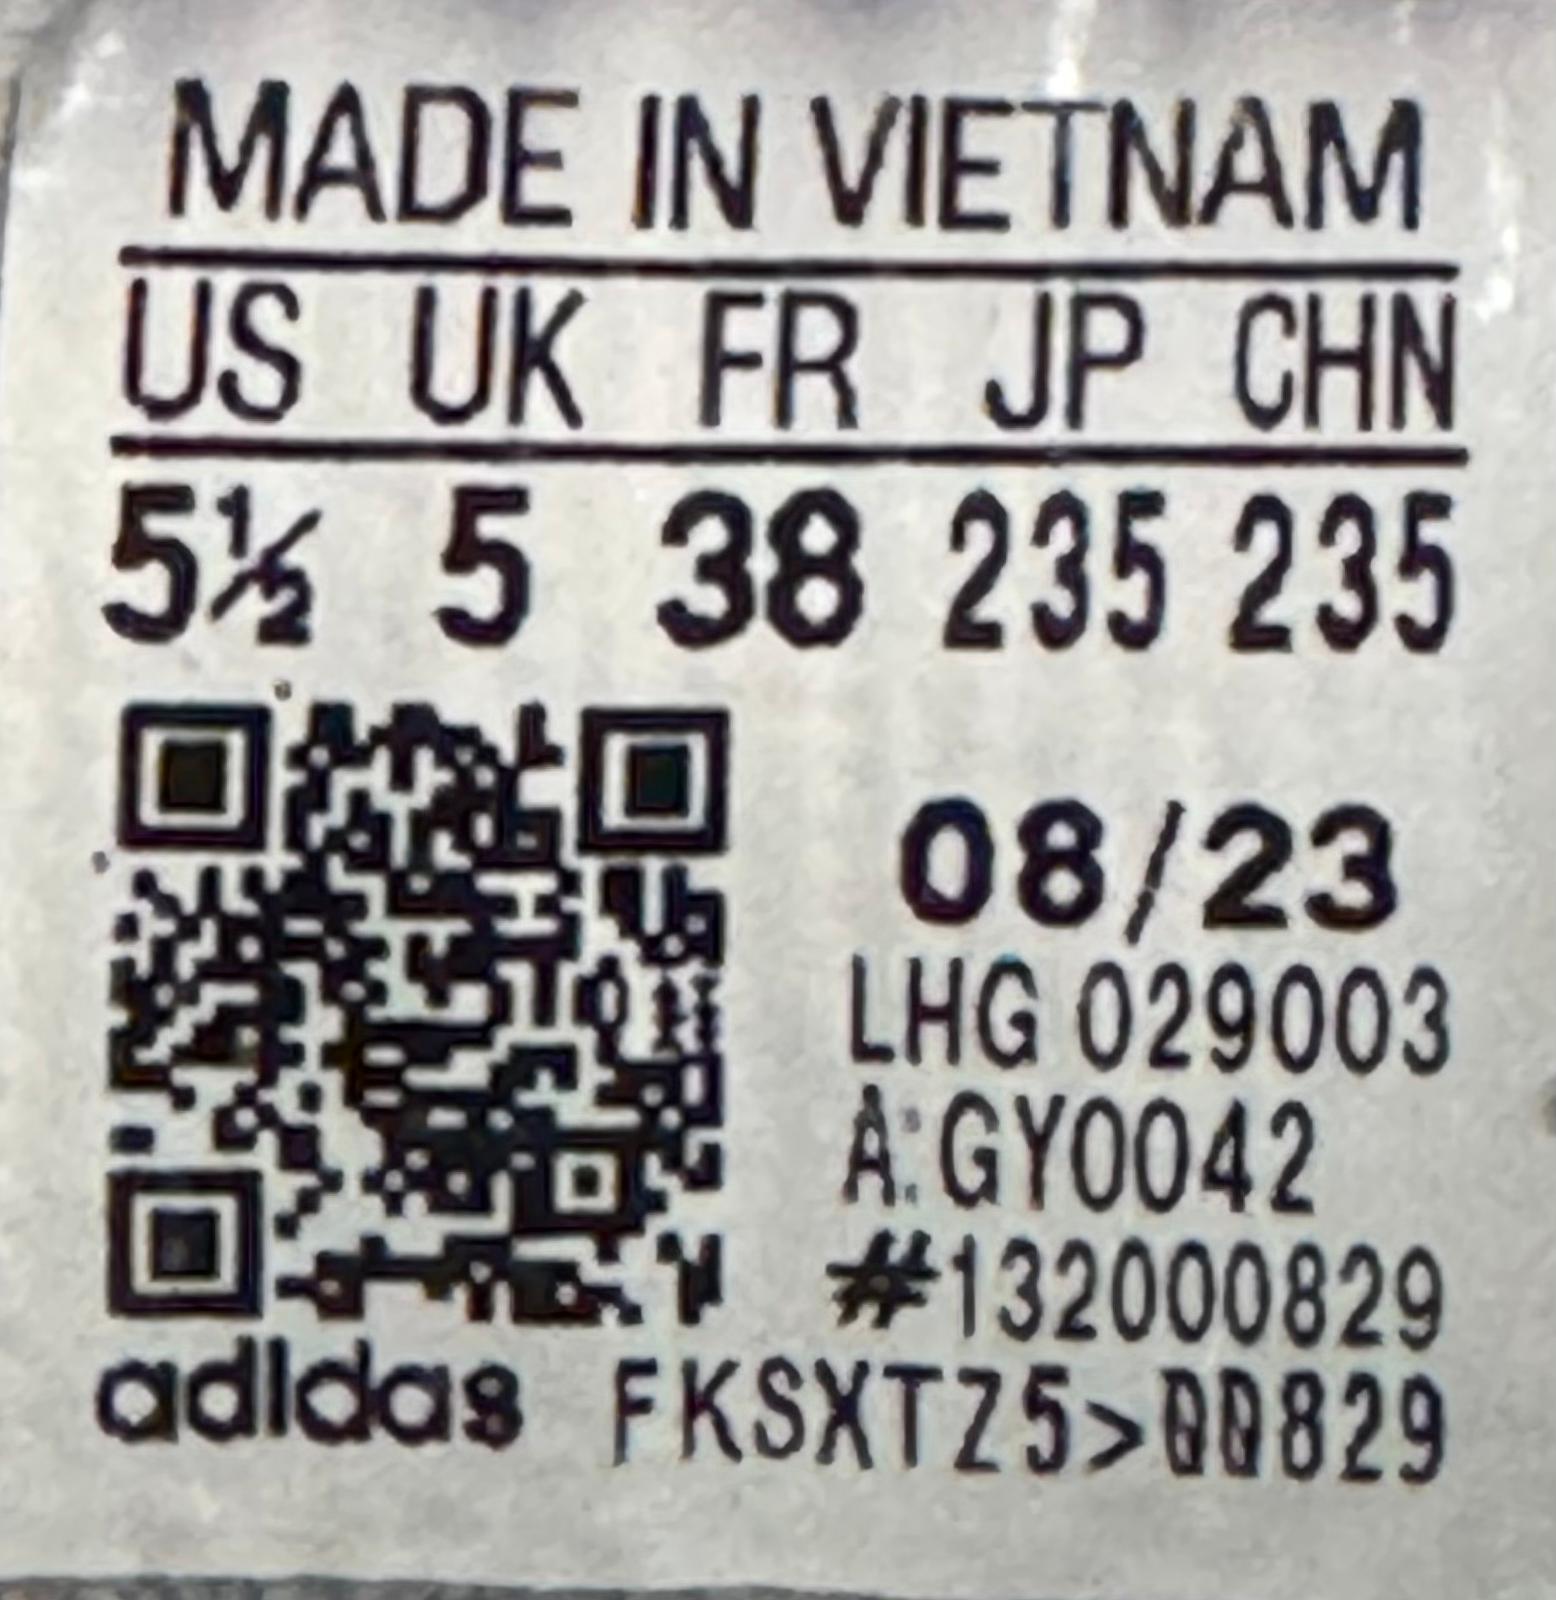 MADE IN VIETNAM
US UK FR JP CHN
5½ 5 38 235 235
08/23
LHG 029003
A:GY0042
#132000829
adidas FKSXTZ5>00829